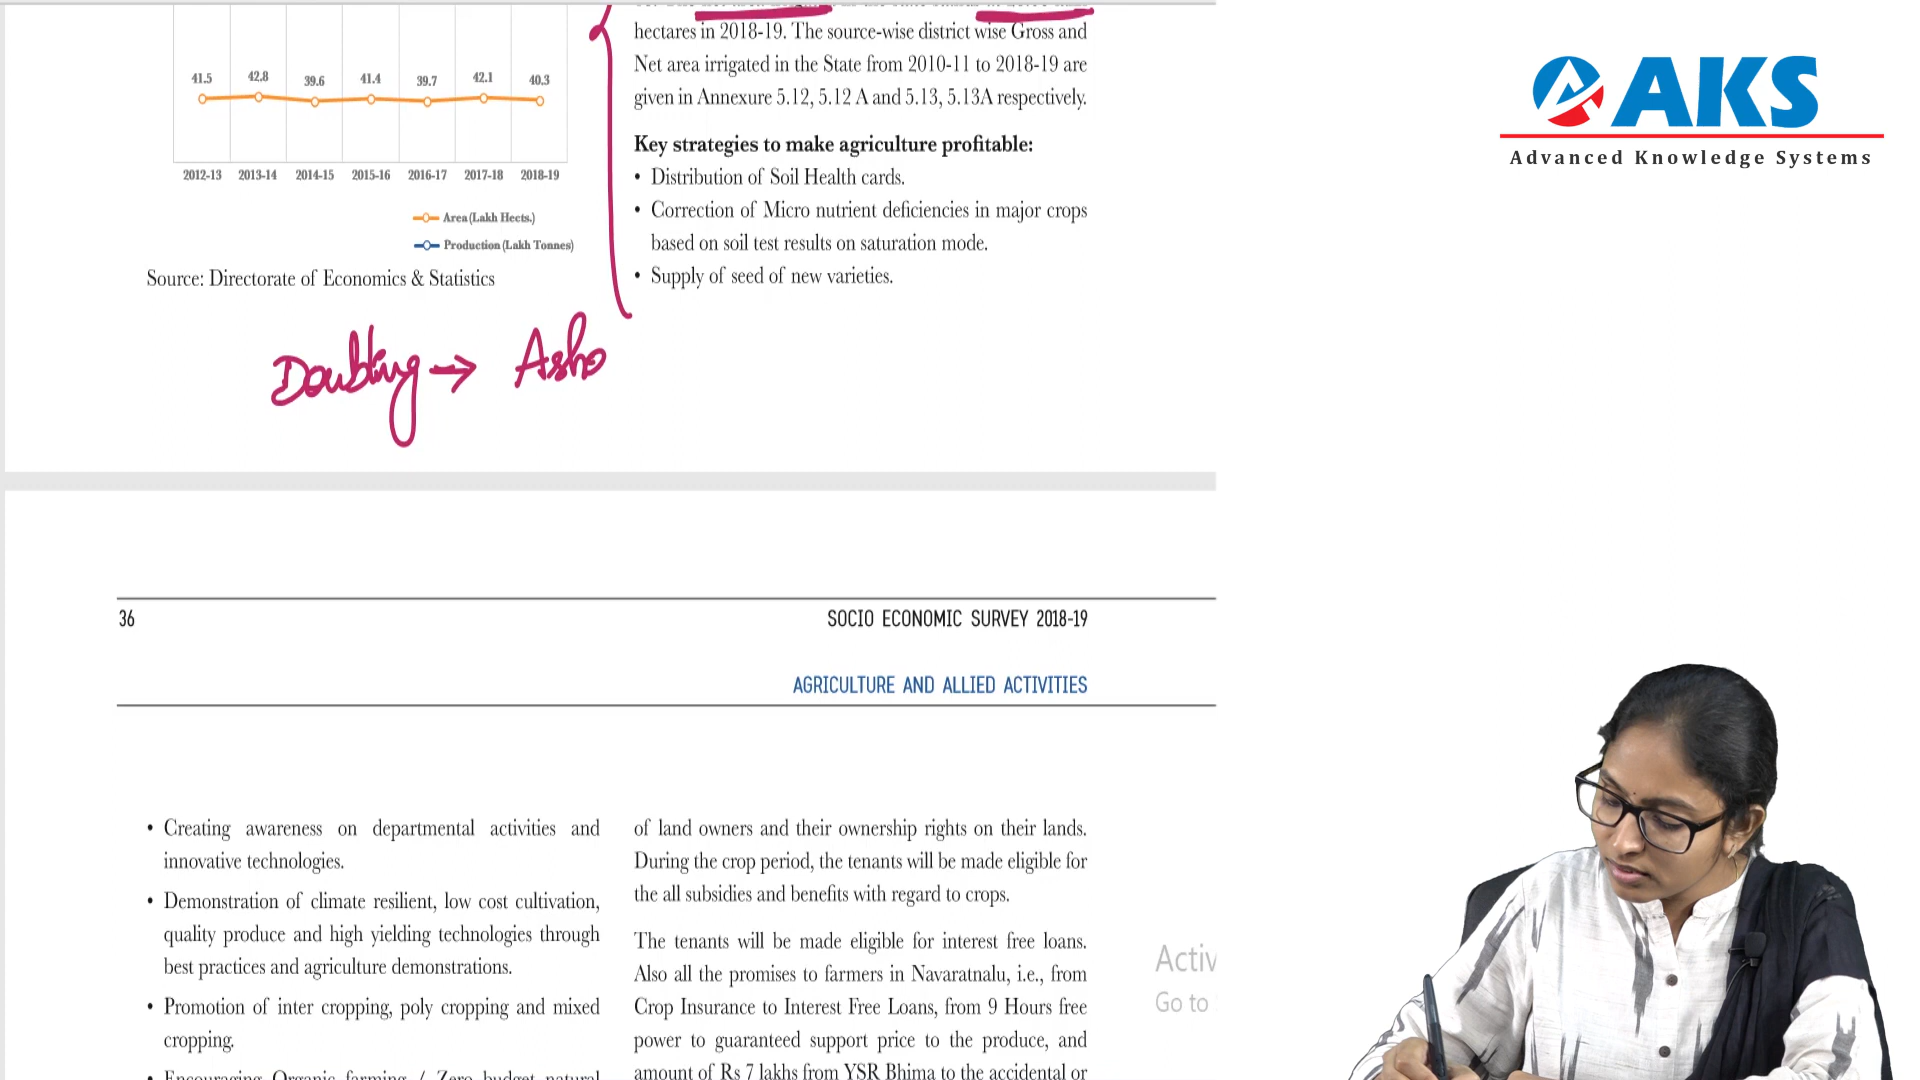 41.5 42.8 39.6 41.4 39.7 42.1 40.3
2012-13 2013-14 2014-15 2015-16 2016-17 2017-18 2018-19
Area (Lakh Hects.)
Production (Lakh Tonnes)
Source: Directorate of Economics & Statistics
Doubling → Asho
hectares in 2018-19. The source-wise district wise Gross and
Net area irrigated in the State from 2010-11 to 2018-19 are
given in Annexure 5.12, 5.12 A and 5.13, 5.13A respectively.
Key strategies to make agriculture profitable:
• Distribution of Soil Health cards.
• Correction of Micro nutrient deficiencies in major crops
based on soil test results on saturation mode.
• Supply of seed of new varieties.
36
SOCIO ECONOMIC SURVEY 2018-19
AGRICULTURE AND ALLIED ACTIVITIES
• Creating awareness on departmental activities and
innovative technologies.
• Demonstration of climate resilient, low cost cultivation,
quality produce and high yielding technologies through
best practices and agriculture demonstrations.
• Promotion of inter cropping, poly cropping and mixed
cropping.
• Encouraging Organic farming / Zero budget natural
of land owners and their ownership rights on their lands.
During the crop period, the tenants will be made eligible for
the all subsidies and benefits with regard to crops.
The tenants will be made eligible for interest free loans.
Also all the promises to farmers in Navaratnalu, i.e., from
Crop Insurance to Interest Free Loans, from 9 Hours free
power to guaranteed support price to the produce, and
amount of Rs 7 lakhs from YSR Bhima to the accidental or
Activ
Go to
AKS
Advanced Knowledge Systems